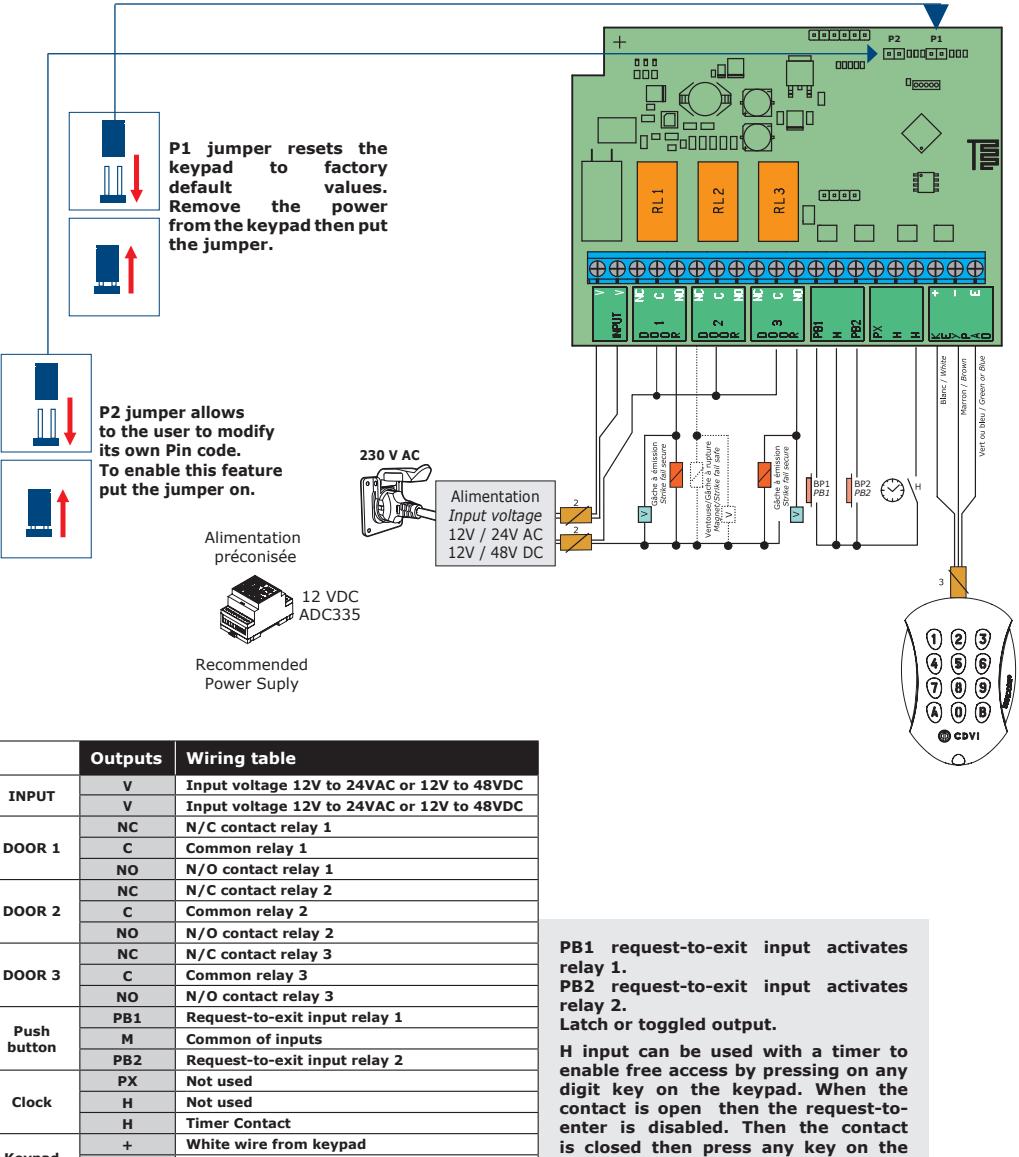 P2 P1
P1 jumper resets the
keypad to factory
default values.
Remove the power
from the keypad then put
the jumper.
RL1 RL2 RL3
V V NC C NO NC C NO NC C NO
INPUT DOOR 1 DOOR 2 DOOR 3 PB1 M PB2 PX H H + - KEYPAD
P2 jumper allows
to the user to modify
its own Pin code.
To enable this feature
put the jumper on.
230 V AC
Alimentation
Input voltage
12V / 24V AC
12V / 48V DC
2
2
Gâche à émission
Strike fail secure
V
Ventouse/Gâche à rupture
Magnet/Strike fail safe
V
Gâche à émission
Strike fail secure
V
BP1
PB1
BP2
PB2
H
Blanc / White
Marron / Brown
Vert ou bleu / Green or Blue
3
Alimentation
préconisée
12 VDC
ADC335
Recommended
Power Suply
1 2 3
4 5 6
7 8 9
A 0 B
CDVI
Outputs Wiring table
INPUT V Input voltage 12V to 24VAC or 12V to 48VDC
V Input voltage 12V to 24VAC or 12V to 48VDC
DOOR 1 NC N/C contact relay 1
C Common relay 1
NO N/O contact relay 1
DOOR 2 NC N/C contact relay 2
C Common relay 2
NO N/O contact relay 2
DOOR 3 NC N/C contact relay 3
C Common relay 3
NO N/O contact relay 3
Push button PB1 Request-to-exit input relay 1
M Common of inputs
PB2 Request-to-exit input relay 2
Clock PX Not used
H Not used
H Timer Contact
Keypad + White wire from keypad
PB1 request-to-exit input activates
relay 1.
PB2 request-to-exit input activates
relay 2.
Latch or toggled output.
H input can be used with a timer to
enable free access by pressing on any
digit key on the keypad. When the
contact is open then the request-to-
enter is disabled. Then the contact
is closed then press any key on the